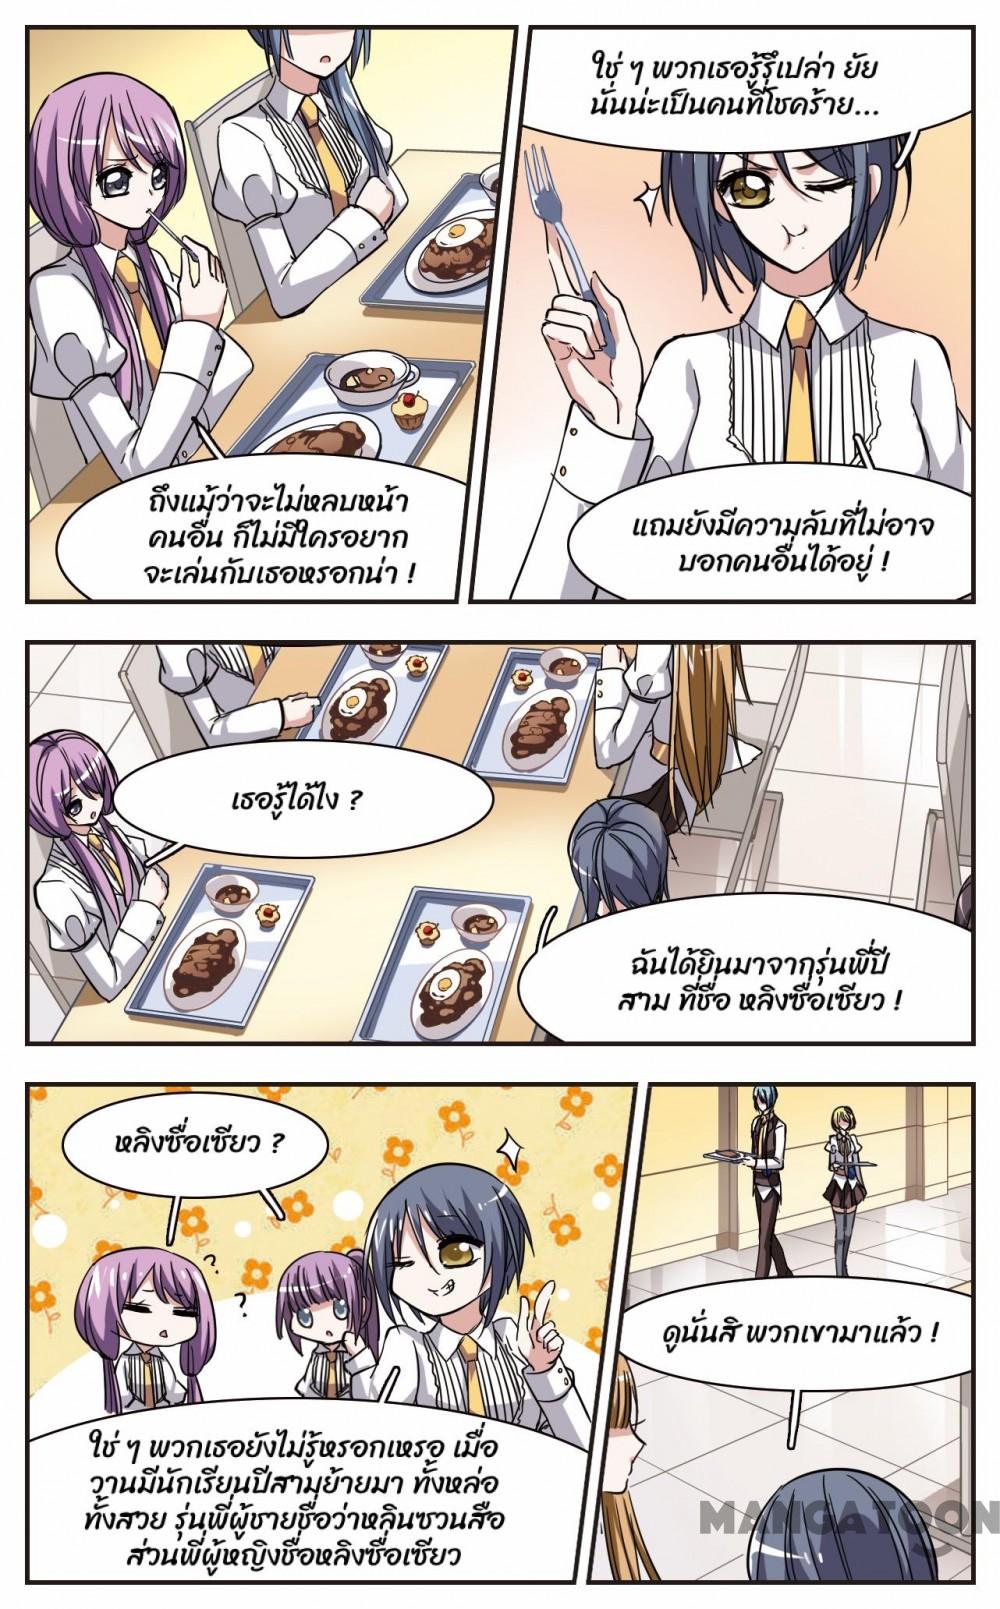 ถึงแม้ว่าจะไม่หลบหน้า
คนอื่น ก็ไม่มีใครอยาก
จะเล่นกับเธอหรอกน่า !
ใช่ ๆ พวกเธอรู้รึเปล่า ยัย
นั่นน่ะเป็นคนที่โชคร้าย...
แถมยังมีความลับที่ไม่อาจ
บอกคนอื่นได้อยู่ !
เธอรู้ได้ไง ?
ฉันได้ยินมาจากรุ่นพี่ปี
สาม ที่ชื่อ หลิงซื่อเซียว !
หลิงซื่อเซียว ?
?
?
ใช่ ๆ พวกเธอยังไม่รู้หรอกเหรอ เมื่อ
วานมีนักเรียนปีสามย้ายมา ทั้งหล่อ
ทั้งสวย รุ่นพี่ผู้ชายชื่อว่าหลินซวนสือ
ส่วนพี่ผู้หญิงชื่อหลิงซื่อเซียว
ดูนั่นสิ พวกเขามาแล้ว !
MANGATOON